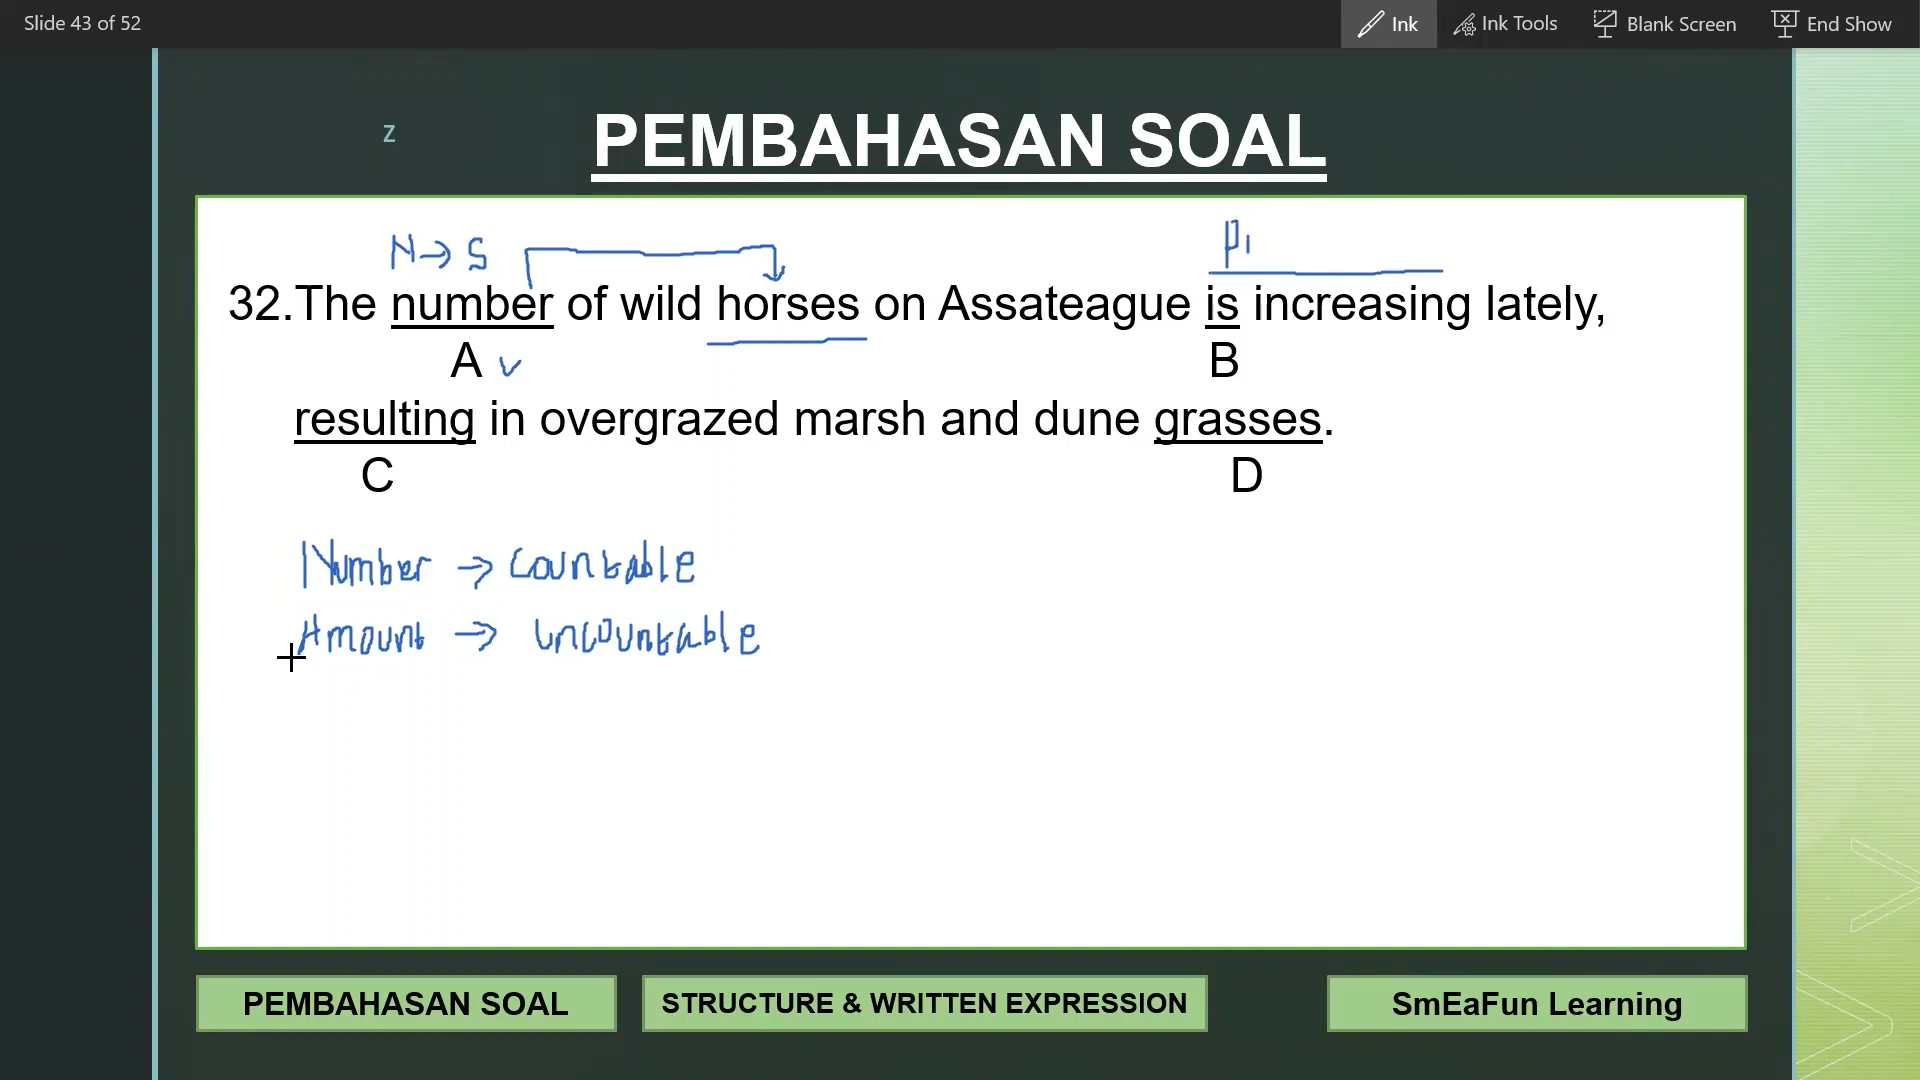 Slide 43 of 52
Ink
Ink Tools
Blank Screen
End Show
z
PEMBAHASAN SOAL
N → S
P1
32.The number of wild horses on Assateague is increasing lately,
A v
B
resulting in overgrazed marsh and dune grasses.
C
D
Number → Countable
Amount → Uncountable
PEMBAHASAN SOAL
STRUCTURE & WRITTEN EXPRESSION
SmEaFun Learning